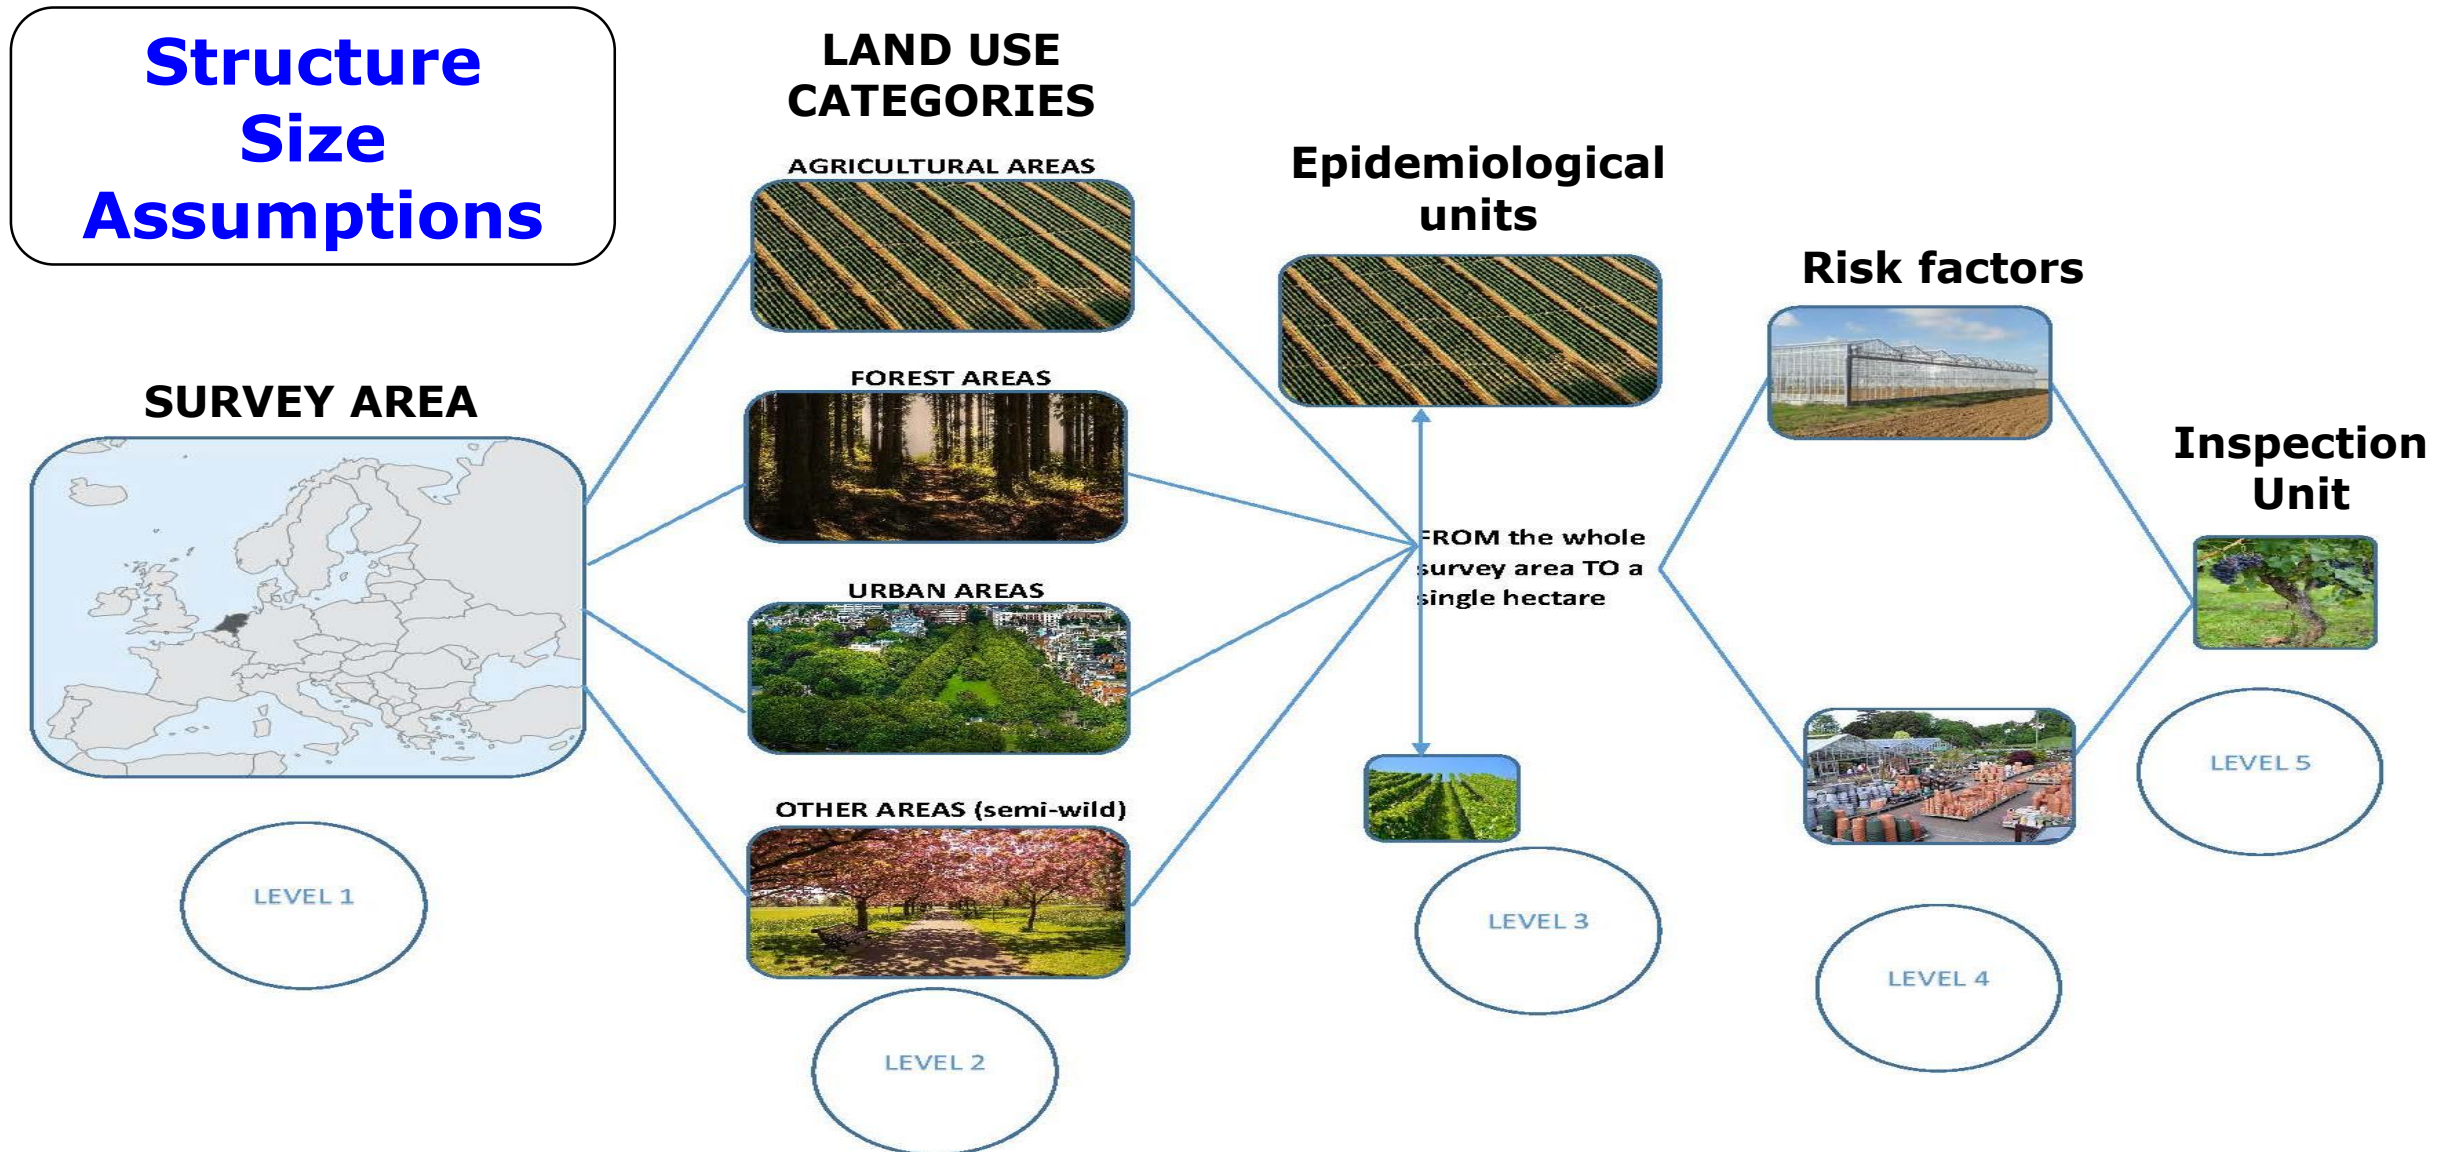 Structure
Size
Assumptions
LAND USE
CATEGORIES
AGRICULTURAL AREAS
FOREST AREAS
URBAN AREAS
OTHER AREAS (semi-wild)
SURVEY AREA
Epidemiological
units
FROM the whole
survey area TO a
single hectare
Risk factors
Inspection
Unit
LEVEL 1
LEVEL 2
LEVEL 3
LEVEL 4
LEVEL 5